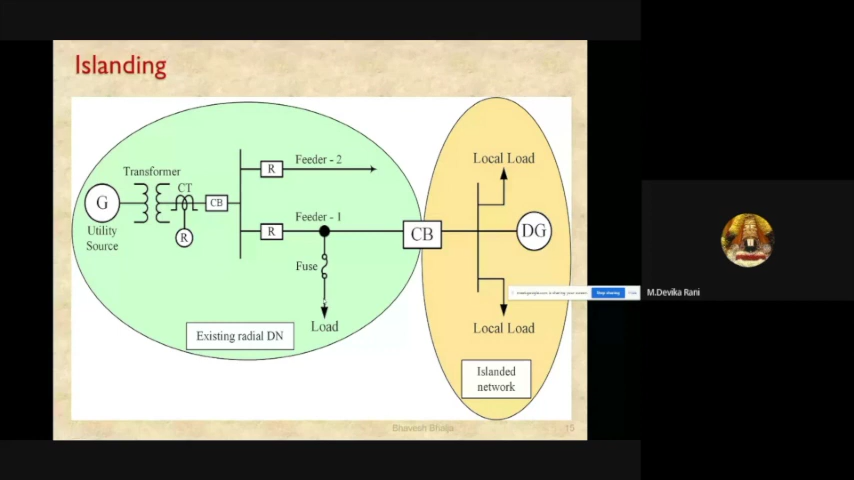 Islanding
Transformer
CT
G
CB
R
Utility
Source
R
Feeder - 2
R
Feeder - 1
Fuse
Load
Existing radial DN
CB
Local Load
DG
Local Load
Islanded
network
Stop sharing
M.Devika Rani
Bhavesh Bhalja
15